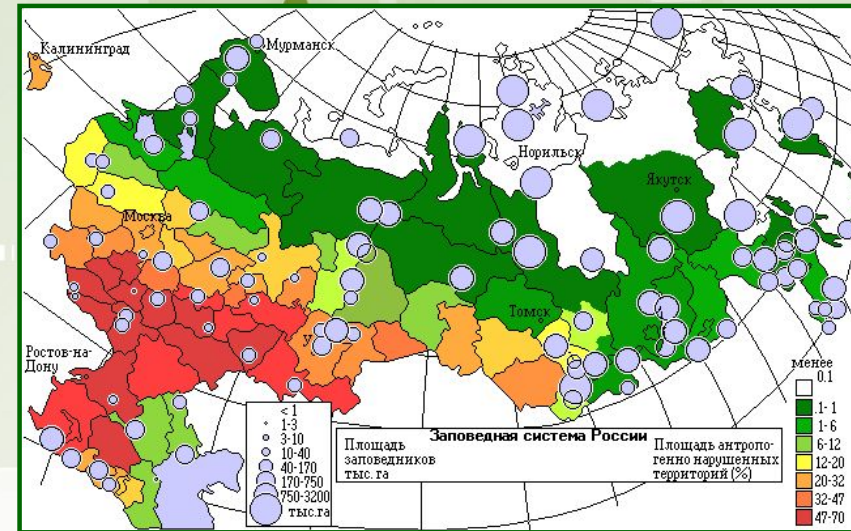 Калининград
Мурманск
Норильск
Якутск
Москва
Томск
Ростов-на-
Дону
< 1
1-3
3-10
10-40
40-170
170-750
750-3200
тыс.га
Заповедная система России
Площадь
заповедников
тыс. га
Площадь антропо-
генно нарушенных
территорий (%)
менее
0.1
.1- 1
1-6
6-12
12-20
20-32
32-47
47-70